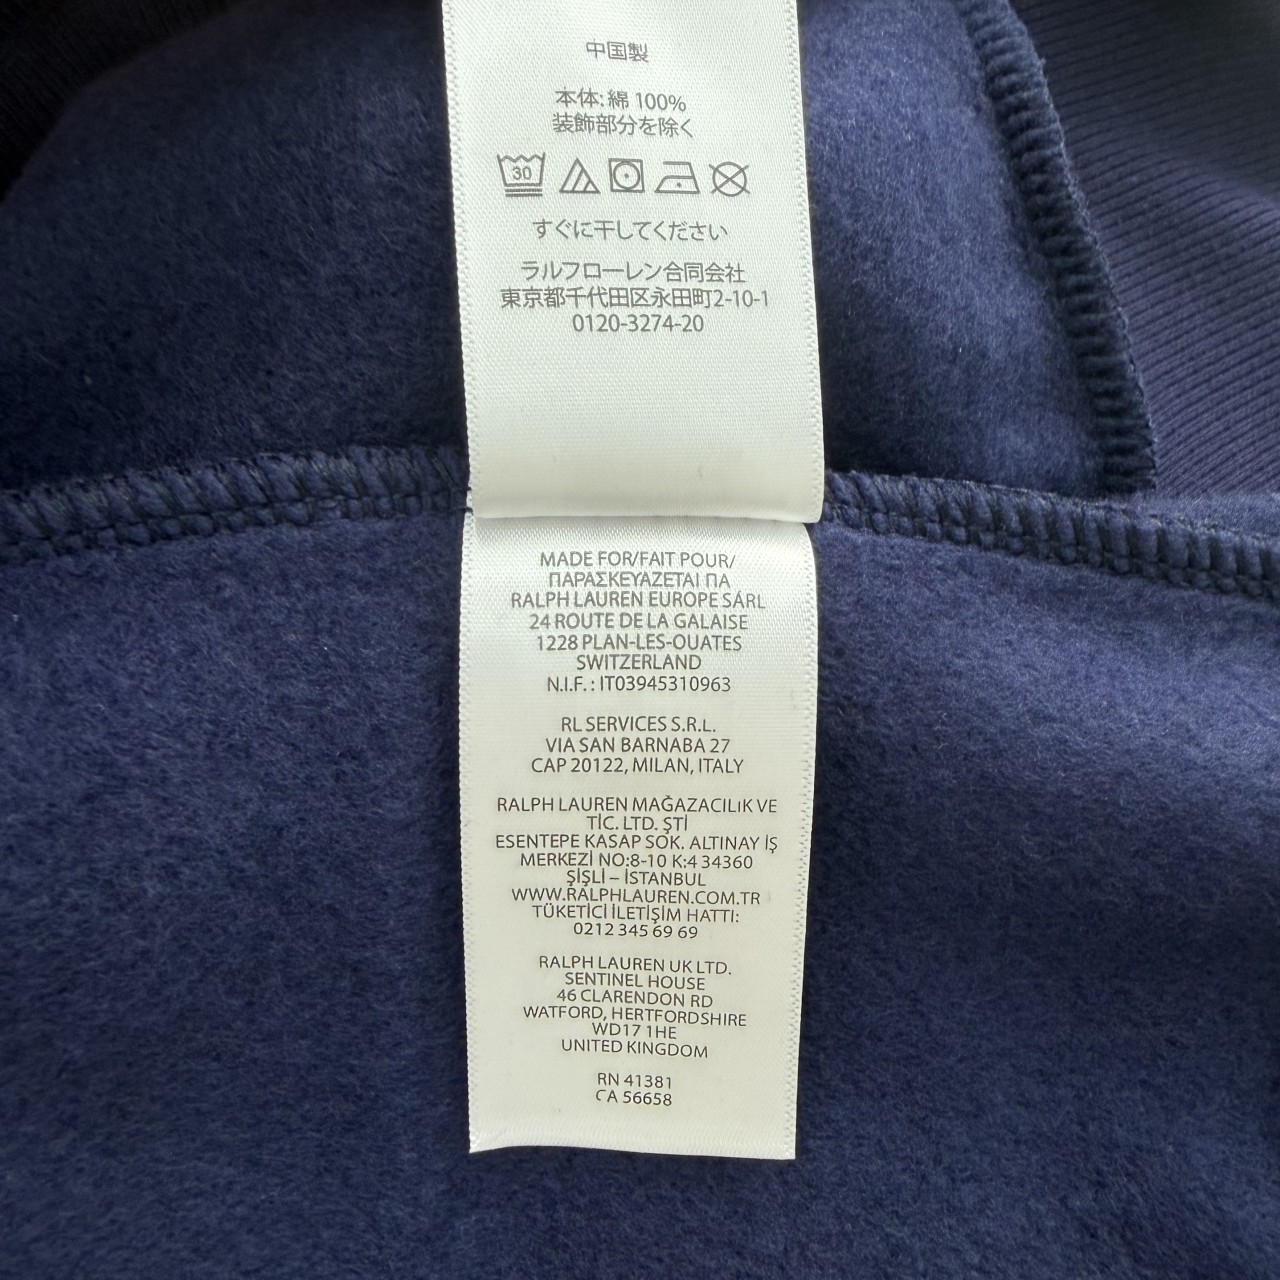 中国製
本体:綿 100%
装飾部分を除く
30
すぐに干してください
ラルフローレン合同会社
東京都千代田区永田町2-10-1
0120-3274-20
MADE FOR/FAIT POUR/
ΠΑΡΑΣΚΕΥΑΖΕΤΑΙ ΠΑ
RALPH LAUREN EUROPE SÁRL
24 ROUTE DE LA GALAISE
1228 PLAN-LES-OUATES
SWITZERLAND
N.I.F. : IT03945310963
RL SERVICES S.R.L.
VIA SAN BARNABA 27
CAP 20122, MILAN, ITALY
RALPH LAUREN MAĞAZACILıK VE
TİC. LTD. ŞTİ
ESENTEPE KASAP SOK. ALTINAY İŞ
MERKEZİ NO:8-10 K:4 34360
ŞİŞLİ – İSTANBUL
WWW.RALPHLAUREN.COM.TR
TÜKETİCİ İLETİŞİM HATTI:
0212 345 69 69
RALPH LAUREN UK LTD.
SENTINEL HOUSE
46 CLARENDON RD
WATFORD, HERTFORDSHIRE
WD17 1HE
UNITED KINGDOM
RN 41381
CA 56658